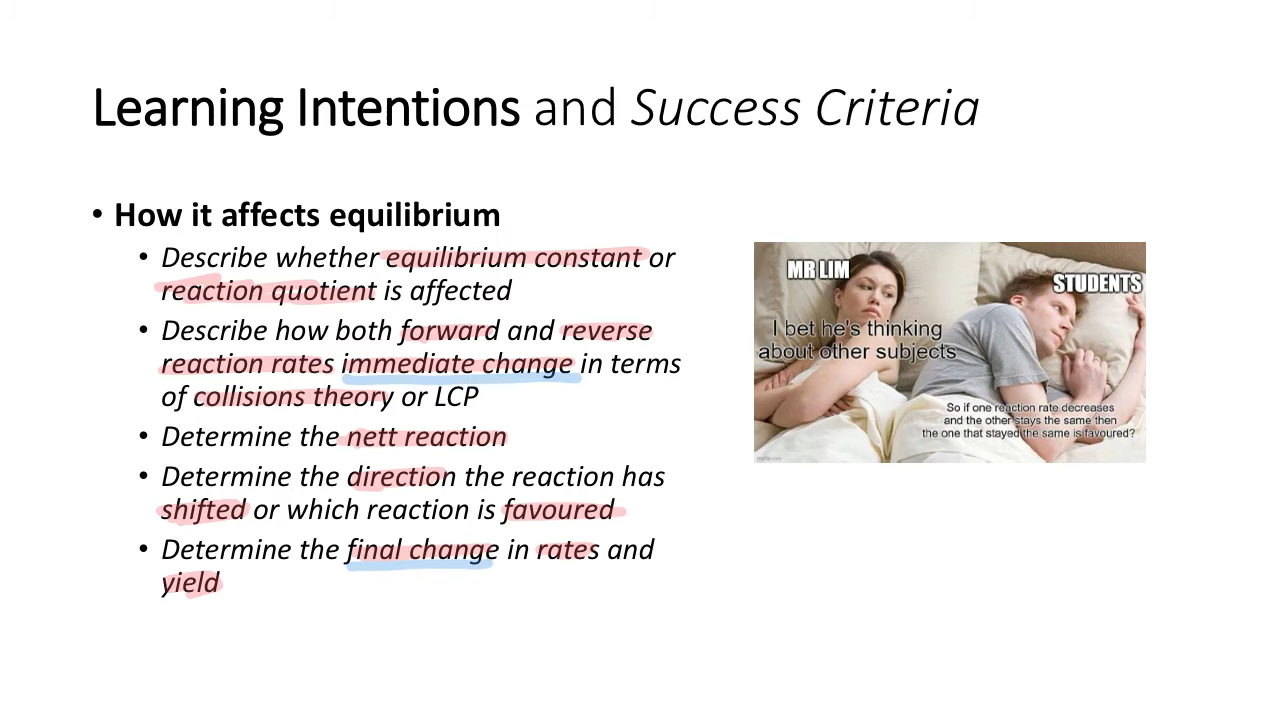 Learning Intentions and Success Criteria
• How it affects equilibrium
• Describe whether equilibrium constant or
reaction quotient is affected
• Describe how both forward and reverse
reaction rates immediate change in terms
of collisions theory or LCP
• Determine the nett reaction
• Determine the direction the reaction has
shifted or which reaction is favoured
• Determine the final change in rates and
yield
MR LIM
STUDENTS
I bet he's thinking
about other subjects
So if one reaction rate decreases
and the other stays the same then
the one that stayed the same is favoured?